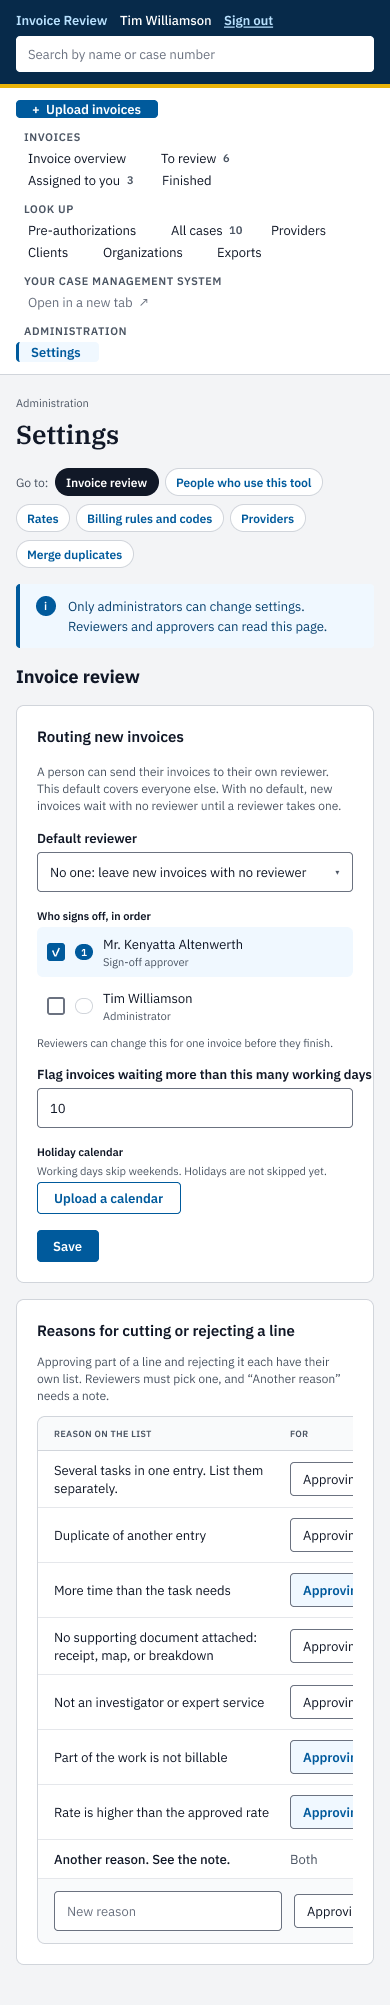 Invoice Review Tim Williamson Sign out
Search by name or case number
+ Upload invoices
INVOICES
Invoice overview To review 6
Assigned to you 3 Finished
LOOK UP
Pre-authorizations All cases 10 Providers
Clients Organizations Exports
YOUR CASE MANAGEMENT SYSTEM
Open in a new tab ↗
ADMINISTRATION
Settings
Administration
Settings
Go to: Invoice review People who use this tool
Rates Billing rules and codes Providers
Merge duplicates
i Only administrators can change settings.
Reviewers and approvers can read this page.
Invoice review
Routing new invoices
A person can send their invoices to their own reviewer.
This default covers everyone else. With no default, new
invoices wait with no reviewer until a reviewer takes one.
Default reviewer
No one: leave new invoices with no reviewer
Who signs off, in order
1 Mr. Kenyatta Altenwerth
Sign-off approver
Tim Williamson
Administrator
Reviewers can change this for one invoice before they finish.
Flag invoices waiting more than this many working days
10
Holiday calendar
Working days skip weekends. Holidays are not skipped yet.
Upload a calendar
Save
Reasons for cutting or rejecting a line
Approving part of a line and rejecting it each have their
own list. Reviewers must pick one, and “Another reason”
needs a note.
REASON ON THE LIST FOR
Several tasks in one entry. List them
separately.
Approvin
Duplicate of another entry Approvin
More time than the task needs Approvin
No supporting document attached:
receipt, map, or breakdown
Approvin
Not an investigator or expert service Approvin
Part of the work is not billable Approvin
Rate is higher than the approved rate Approvin
Another reason. See the note. Both
New reason Approvi